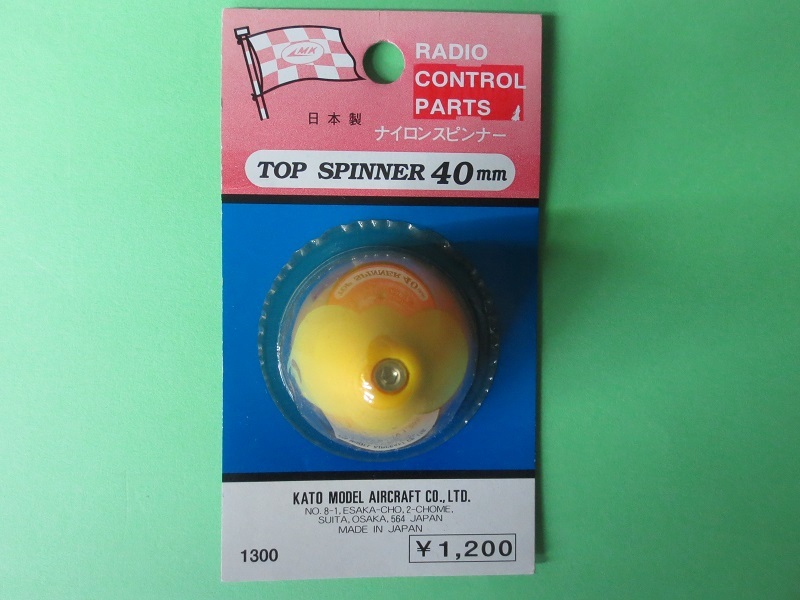 MK
RADIO
CONTROL
PARTS
日本製
ナイロンスピンナー
TOP SPINNER 40mm
KATO MODEL AIRCRAFT CO.,LTD.
NO. 8-1, ESAKA-CHO, 2-CHOME,
SUITA, OSAKA, 564 JAPAN
MADE IN JAPAN
1300
¥1,200